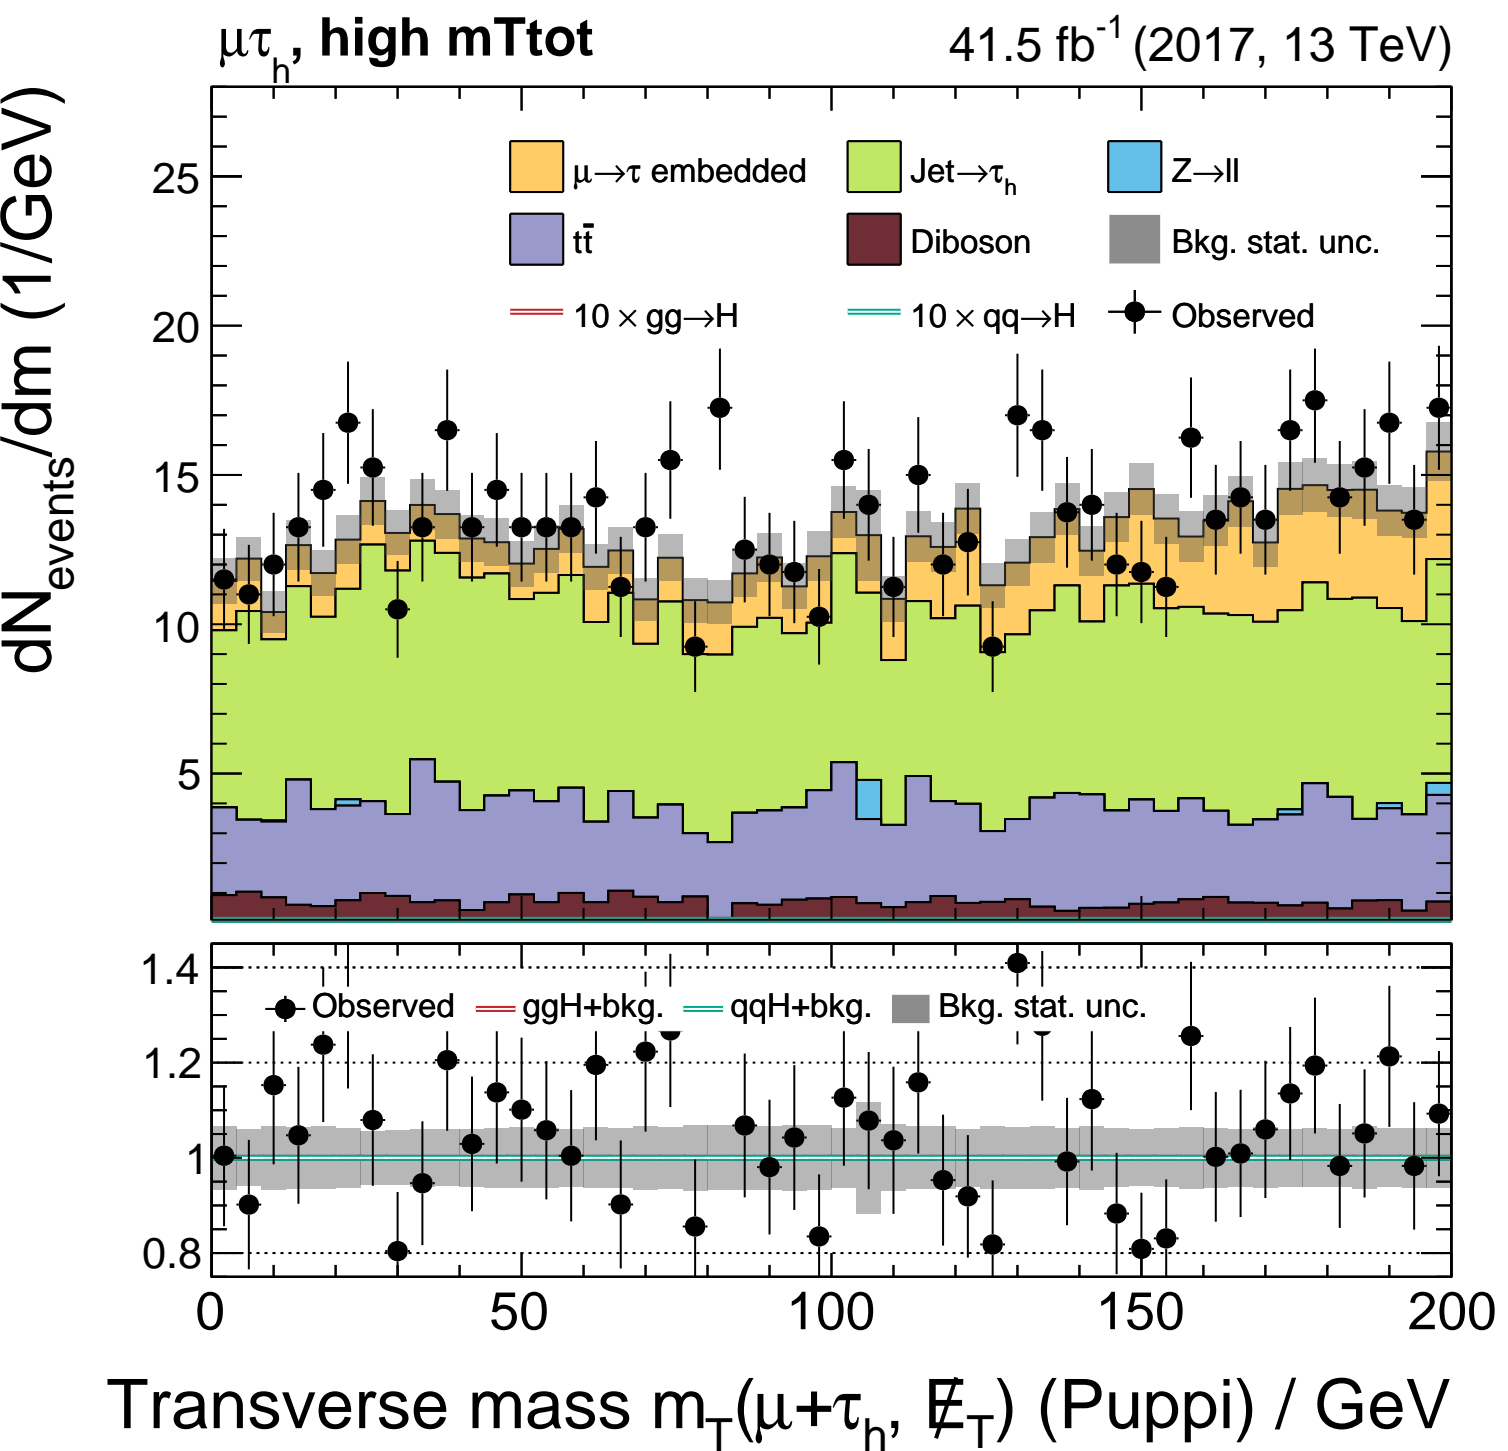 μτh, high mTtot
41.5 fb-1 (2017, 13 TeV)
dNevents/dm (1/GeV)
25
20
15
10
5
μ→τ embedded
Jet→τh
Z→ll
tt̄
Diboson
Bkg. stat. unc.
10 × gg→H
10 × qq→H
Observed
1.4
1.2
1
0.8
Observed
ggH+bkg.
qqH+bkg.
Bkg. stat. unc.
0
50
100
150
200
Transverse mass mT(μ+τh, E̸T) (Puppi) / GeV